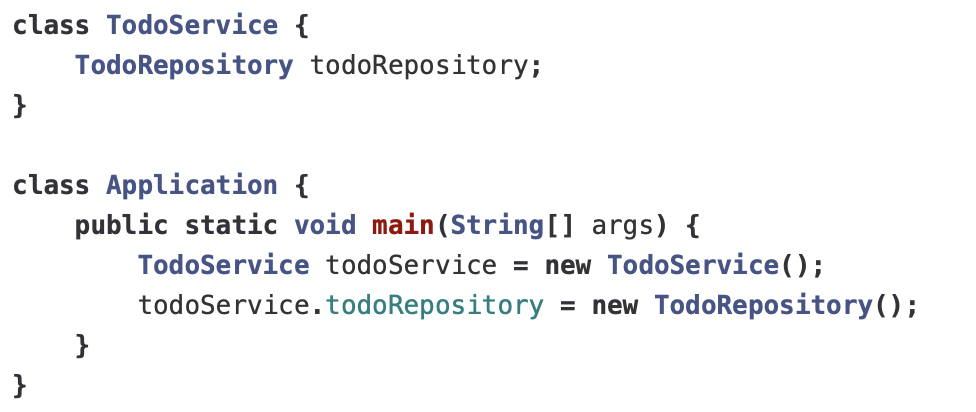 class TodoService {
    TodoRepository todoRepository;
}

class Application {
    public static void main(String[] args) {
        TodoService todoService = new TodoService();
        todoService.todoRepository = new TodoRepository();
    }
}